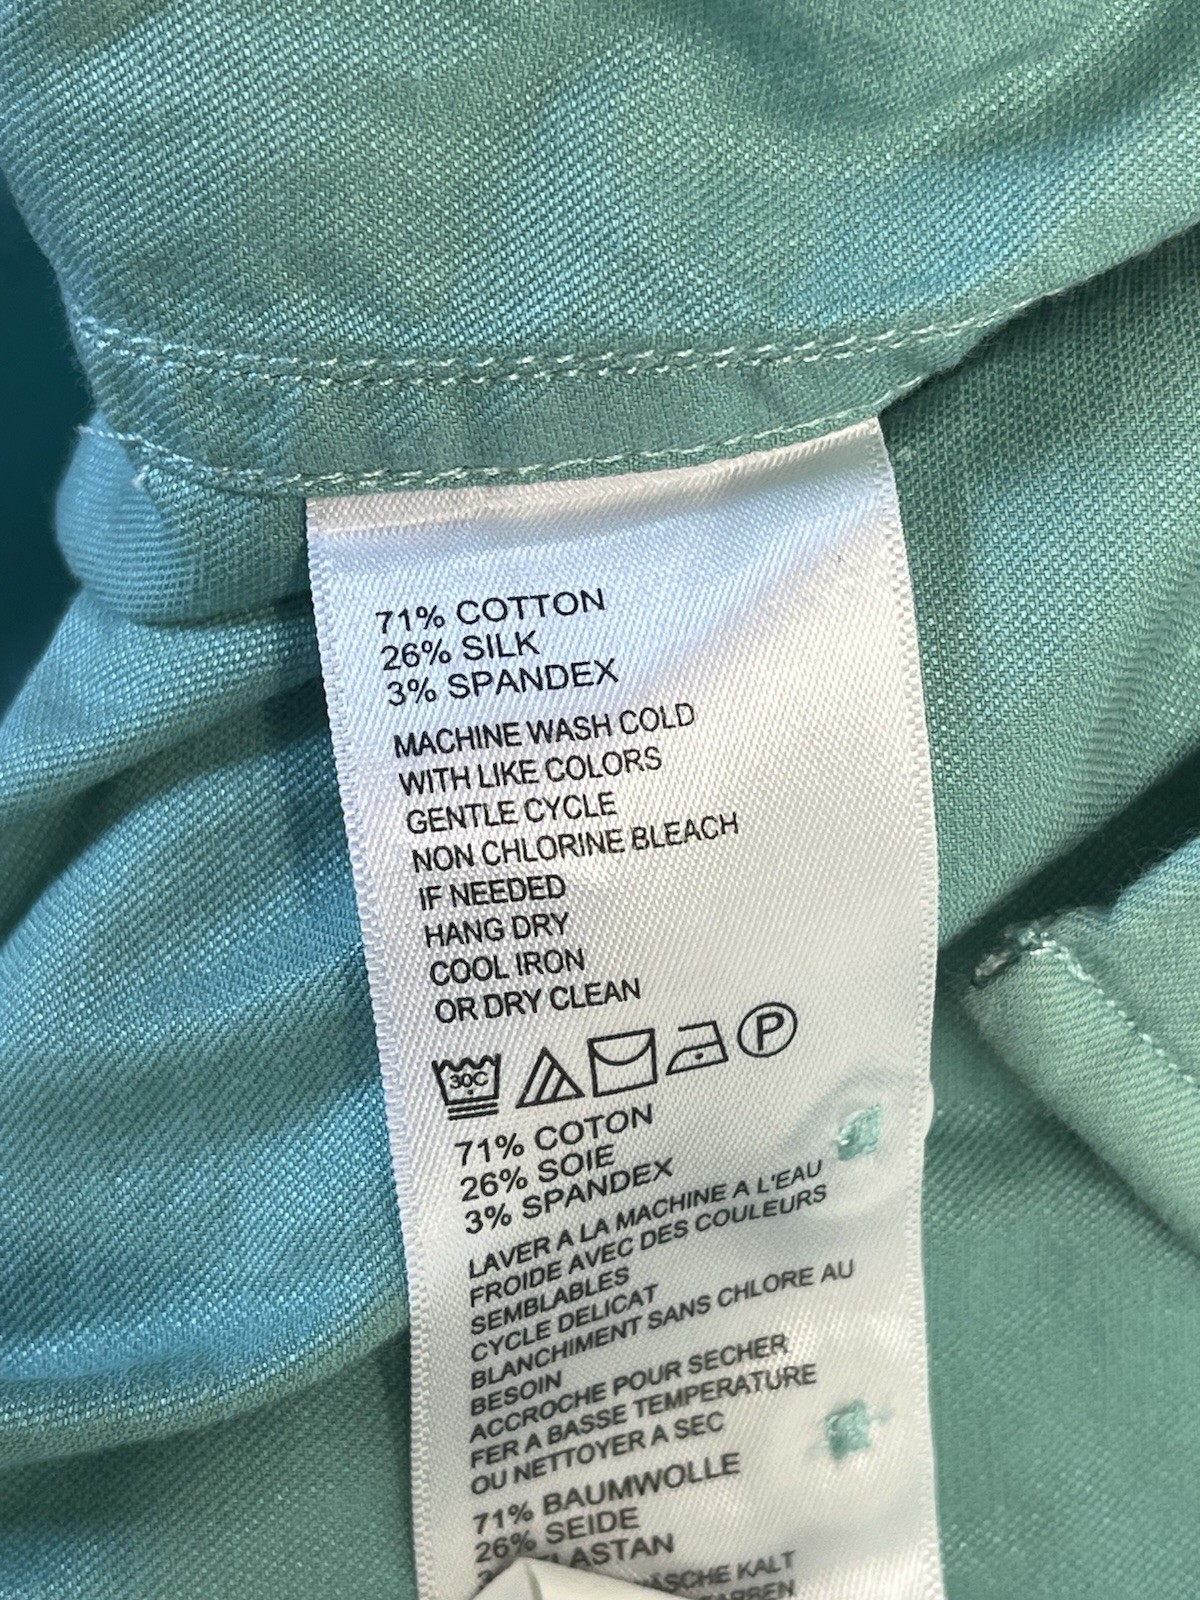 71% COTTON
26% SILK
3% SPANDEX
MACHINE WASH COLD
WITH LIKE COLORS
GENTLE CYCLE
NON CHLORINE BLEACH
IF NEEDED
HANG DRY
COOL IRON
OR DRY CLEAN
30C P
71% COTON
26% SOIE
3% SPANDEX
LAVER A LA MACHINE A L'EAU
FROIDE AVEC DES COULEURS
SEMBLABLES
CYCLE DELICAT
BLANCHIMENT SANS CHLORE AU
BESOIN
ACCROCHE POUR SECHER
FER A BASSE TEMPERATURE
OU NETTOYER A SEC
71% BAUMWOLLE
26% SEIDE
LASTAN
KALT